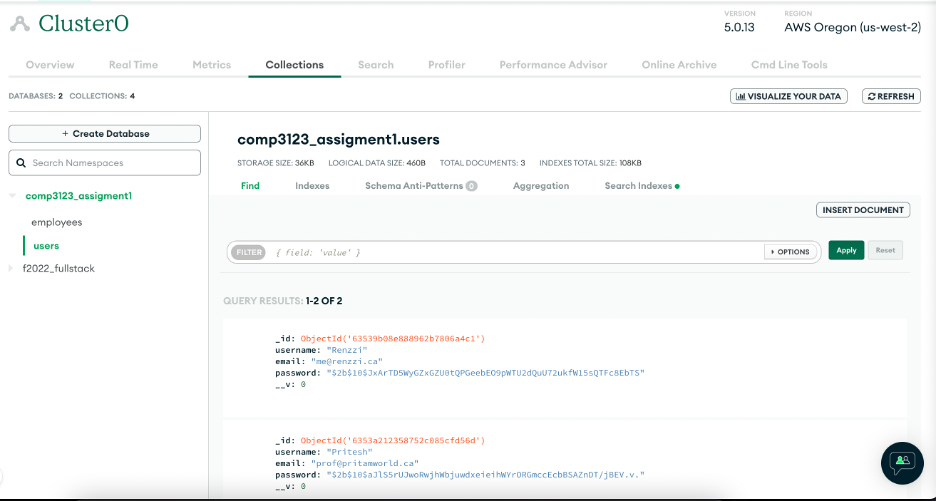 Cluster0
VERSION
5.0.13
REGION
AWS Oregon (us-west-2)
Overview Real Time Metrics Collections Search Profiler Performance Advisor Online Archive Cmd Line Tools
DATABASES: 2 COLLECTIONS: 4
VISUALIZE YOUR DATA
REFRESH
+ Create Database
Search Namespaces
comp3123_assigment1
employees
users
f2022_fullstack
comp3123_assigment1.users
STORAGE SIZE: 36KB LOGICAL DATA SIZE: 460B TOTAL DOCUMENTS: 3 INDEXES TOTAL SIZE: 108KB
Find Indexes Schema Anti-Patterns 0 Aggregation Search Indexes
INSERT DOCUMENT
FILTER { field: 'value' } OPTIONS Apply Reset
QUERY RESULTS: 1-2 OF 2
_id: ObjectId('63539b08e888962b7806a4c1')
username: "Renzzi"
email: "me@renzzi.ca"
password: "$2b$10$JxArTD5WyGZxGZU0tQPGeebEO9pWTU2dQuU72ukfWl5sQTFc8EbTS"
__v: 0
_id: ObjectId('6353a212358752c085cfd56d')
username: "Pritesh"
email: "prof@pritamworld.ca"
password: "$2b$10$aJlS5rUJwoRwjhWbjuwdxeieihWYrORGmccEcbBSAZnDT/jBEV.v."
__v: 0